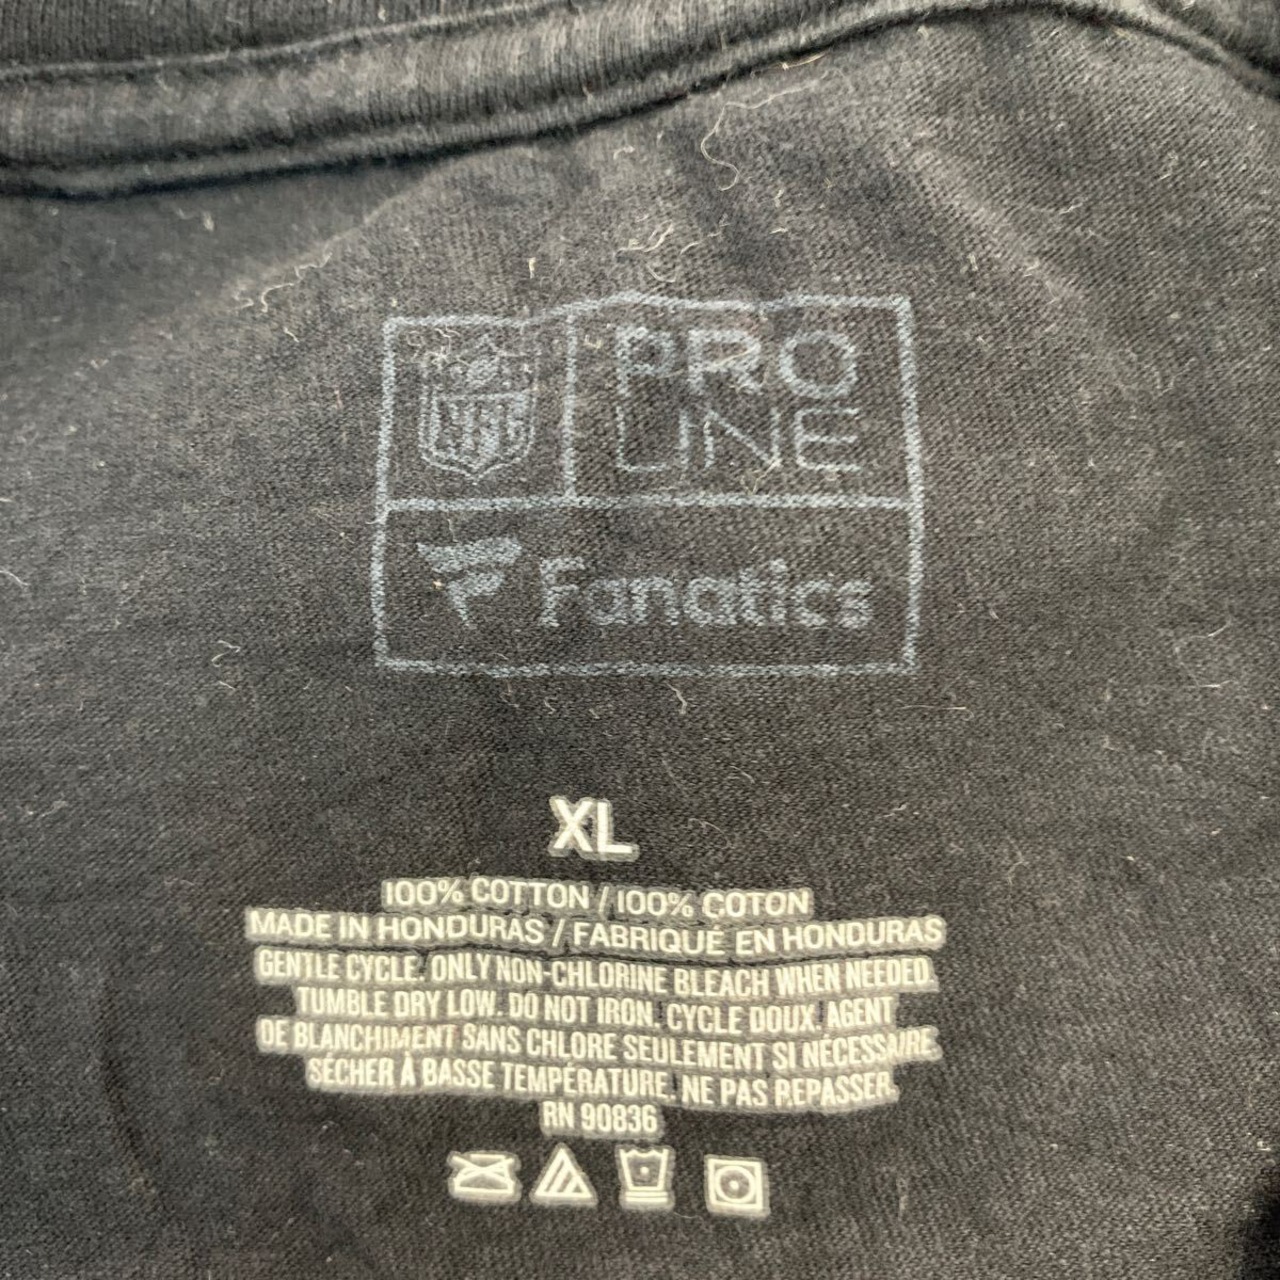 NFL
PRO
LINE
Fanatics
XL
100% COTTON / 100% COTON
MADE IN HONDURAS / FABRIQUÉ EN HONDURAS
GENTLE CYCLE. ONLY NON-CHLORINE BLEACH WHEN NEEDED.
TUMBLE DRY LOW. DO NOT IRON. CYCLE DOUX. AGENT
DE BLANCHIMENT SANS CHLORE SEULEMENT SI NÉCESSAIRE.
SÉCHER À BASSE TEMPÉRATURE. NE PAS REPASSER.
RN 90836